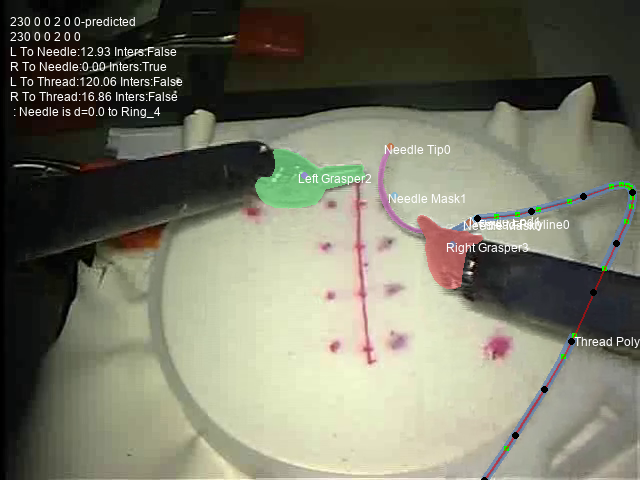 230 0 0 2 0 0-predicted
230 0 0 2 0 0
L To Needle:12.93 Inters:False
R To Needle:0.00 Inters:True
L To Thread:120.06 Inters:False
R To Thread:16.86 Inters:False
: Needle is d=0.0 to Ring_4
Needle Tip0
Left Grasper2
Needle Mask1
Right Grasper3
Thread Poly